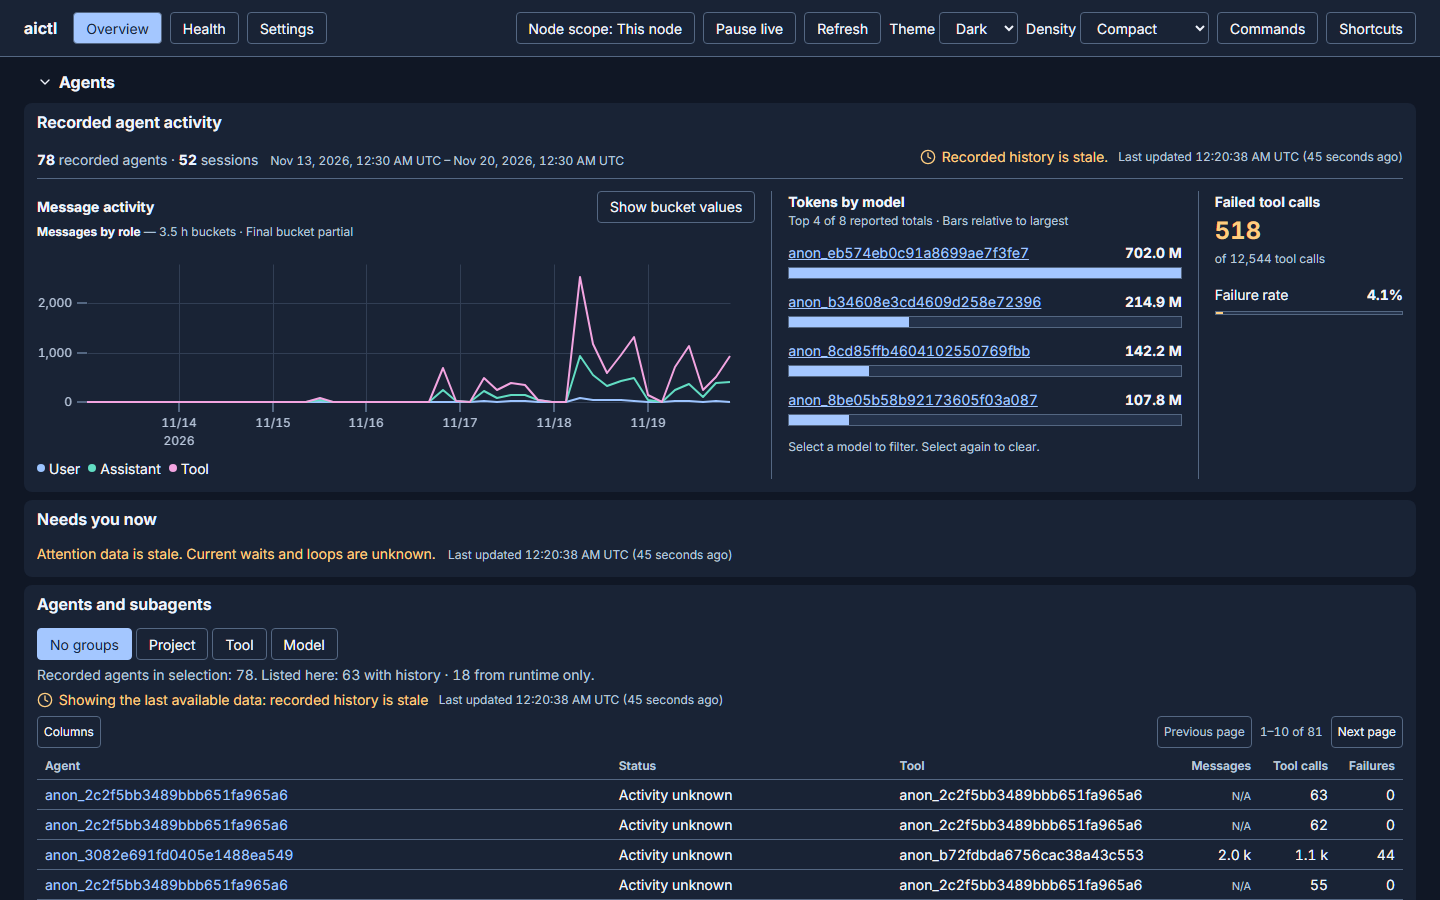 aictl Overview Health Settings Node scope: This node Pause live Refresh Theme Dark Density Compact Commands Shortcuts
Agents
Recorded agent activity
78 recorded agents · 52 sessions Nov 13, 2026, 12:30 AM UTC – Nov 20, 2026, 12:30 AM UTC
Recorded history is stale. Last updated 12:20:38 AM UTC (45 seconds ago)
Message activity
Show bucket values
Messages by role — 3.5 h buckets · Final bucket partial
2,000
1,000
0
11/14 11/15 11/16 11/17 11/18 11/19
2026
User Assistant Tool
Tokens by model
Top 4 of 8 reported totals · Bars relative to largest
anon_eb574eb0c91a8699ae7f3fe7 702.0 M
anon_b34608e3cd4609d258e72396 214.9 M
anon_8cd85ffb4604102550769fbb 142.2 M
anon_8be05b58b92173605f03a087 107.8 M
Select a model to filter. Select again to clear.
Failed tool calls
518
of 12,544 tool calls
Failure rate 4.1%
Needs you now
Attention data is stale. Current waits and loops are unknown. Last updated 12:20:38 AM UTC (45 seconds ago)
Agents and subagents
No groups Project Tool Model
Recorded agents in selection: 78. Listed here: 63 with history · 18 from runtime only.
Showing the last available data: recorded history is stale Last updated 12:20:38 AM UTC (45 seconds ago)
Columns Previous page 1–10 of 81 Next page
Agent Status Tool Messages Tool calls Failures
anon_2c2f5bb3489bbb651fa965a6 Activity unknown anon_2c2f5bb3489bbb651fa965a6 N/A 63 0
anon_2c2f5bb3489bbb651fa965a6 Activity unknown anon_2c2f5bb3489bbb651fa965a6 N/A 62 0
anon_3082e691fd0405e1488ea549 Activity unknown anon_b72fdbda6756cac38a43c553 2.0 k 1.1 k 44
anon_2c2f5bb3489bbb651fa965a6 Activity unknown anon_2c2f5bb3489bbb651fa965a6 N/A 55 0